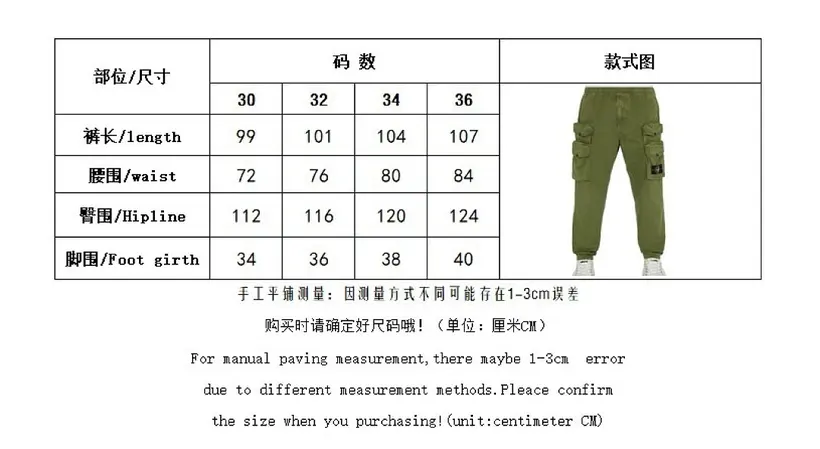 部位/尺寸 码 数 款式图
30 32 34 36
裤长/length 99 101 104 107
腰围/waist 72 76 80 84
臀围/Hipline 112 116 120 124
脚围/Foot girth 34 36 38 40
手工平铺测量：因测量方式不同可能存在1-3cm误差
购买时请确定好尺码哦！（单位：厘米CM）
For manual paving measurement,there maybe 1-3cm error
due to different measurement methods.Pleace confirm
the size when you purchasing!(unit:centimeter CM)